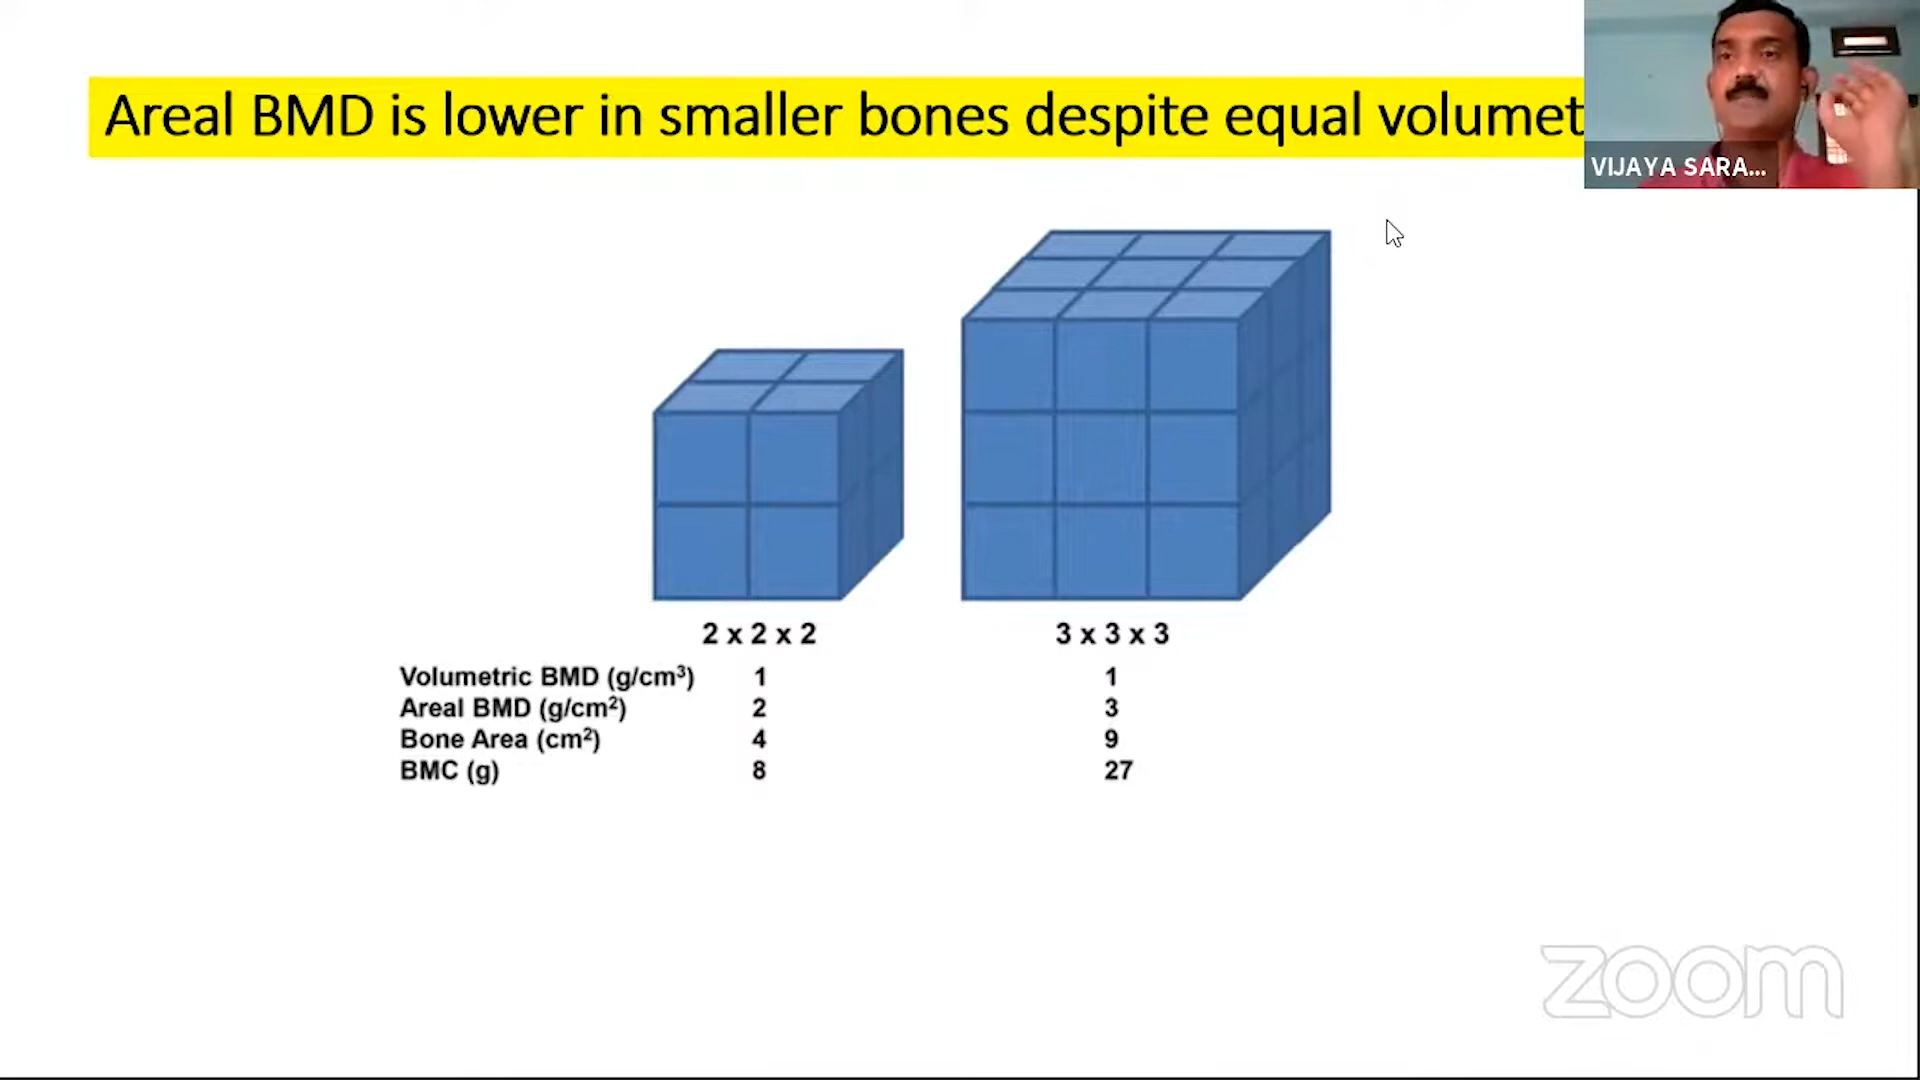 Areal BMD is lower in smaller bones despite equal
VIJAYA SARA...
2 x 2 x 2 3 x 3 x 3
Volumetric BMD (g/cm³) 1 1
Areal BMD (g/cm²) 2 3
Bone Area (cm²) 4 9
BMC (g) 8 27
zoom